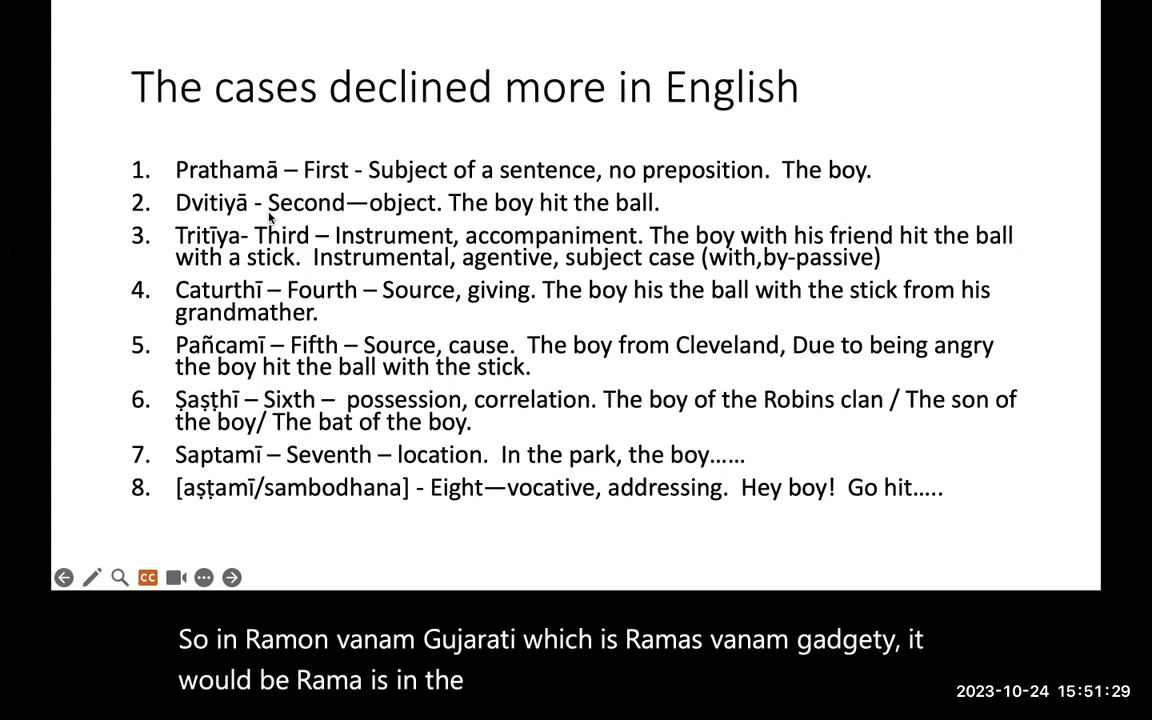 The cases declined more in English
1. Prathamā – First - Subject of a sentence, no preposition. The boy.
2. Dvitiyā - Second—object. The boy hit the ball.
3. Tritīya- Third – Instrument, accompaniment. The boy with his friend hit the ball
with a stick. Instrumental, agentive, subject case (with,by-passive)
4. Caturthī – Fourth – Source, giving. The boy his the ball with the stick from his
grandmather.
5. Pañcamī – Fifth – Source, cause. The boy from Cleveland, Due to being angry
the boy hit the ball with the stick.
6. Ṣaṣṭhī – Sixth – possession, correlation. The boy of the Robins clan / The son of
the boy/ The bat of the boy.
7. Saptamī – Seventh – location. In the park, the boy……
8. [aṣṭamī/sambodhana] - Eight—vocative, addressing. Hey boy! Go hit…..
CC
So in Ramon vanam Gujarati which is Ramas vanam gadgety, it
would be Rama is in the
2023-10-24 15:51:29